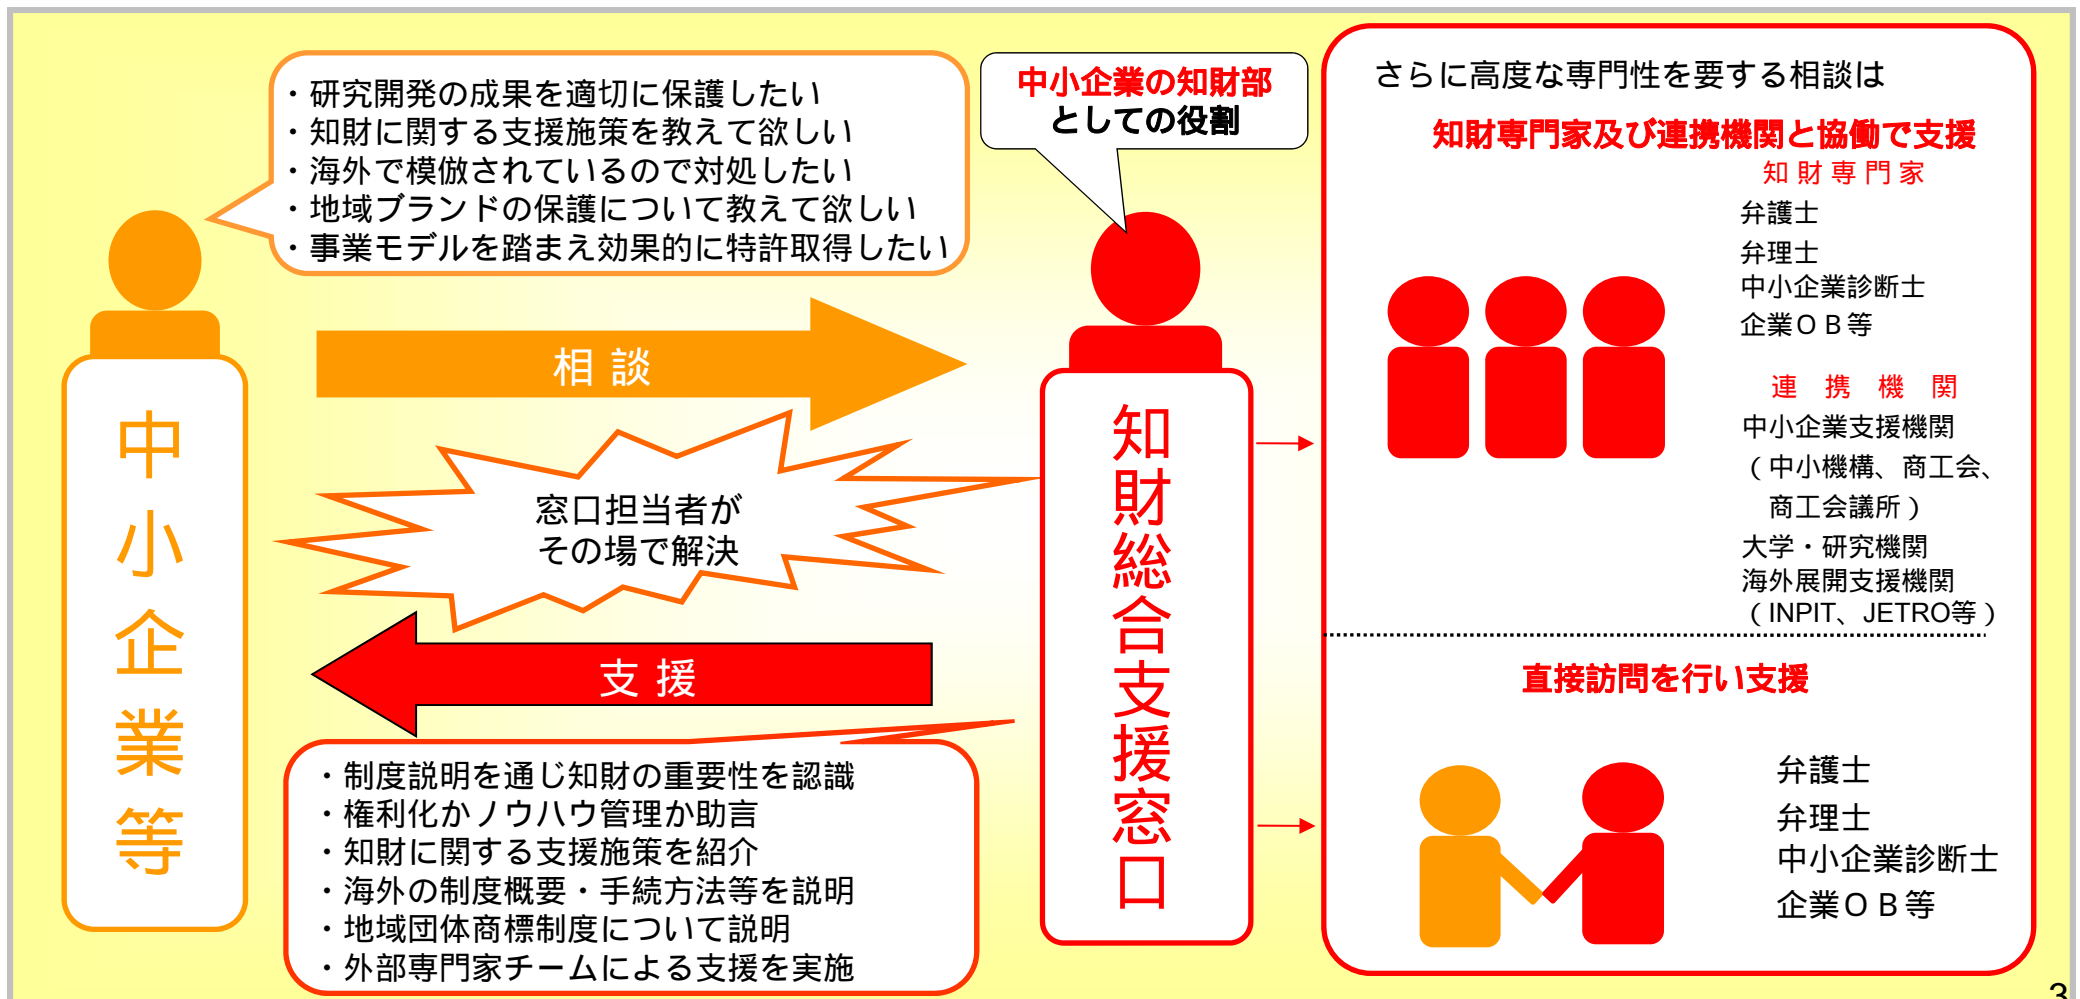 ・研究開発の成果を適切に保護したい
・知財に関する支援施策を教えて欲しい
・海外で模倣されているので対処したい
・地域ブランドの保護について教えて欲しい
・事業モデルを踏まえ効果的に特許取得したい
中小企業等
相談
窓口担当者が
その場で解決
支援
・制度説明を通じ知財の重要性を認識
・権利化かノウハウ管理か助言
・知財に関する支援施策を紹介
・海外の制度概要・手続方法等を説明
・地域団体商標制度について説明
・外部専門家チームによる支援を実施
中小企業の知財部
としての役割
知財総合支援窓口
さらに高度な専門性を要する相談は
知財専門家及び連携機関と協働で支援
知財専門家
弁護士
弁理士
中小企業診断士
企業ＯＢ等
連携機関
中小企業支援機関
（中小機構、商工会、
商工会議所）
大学・研究機関
海外展開支援機関
（INPIT、JETRO等）
直接訪問を行い支援
弁護士
弁理士
中小企業診断士
企業ＯＢ等
3